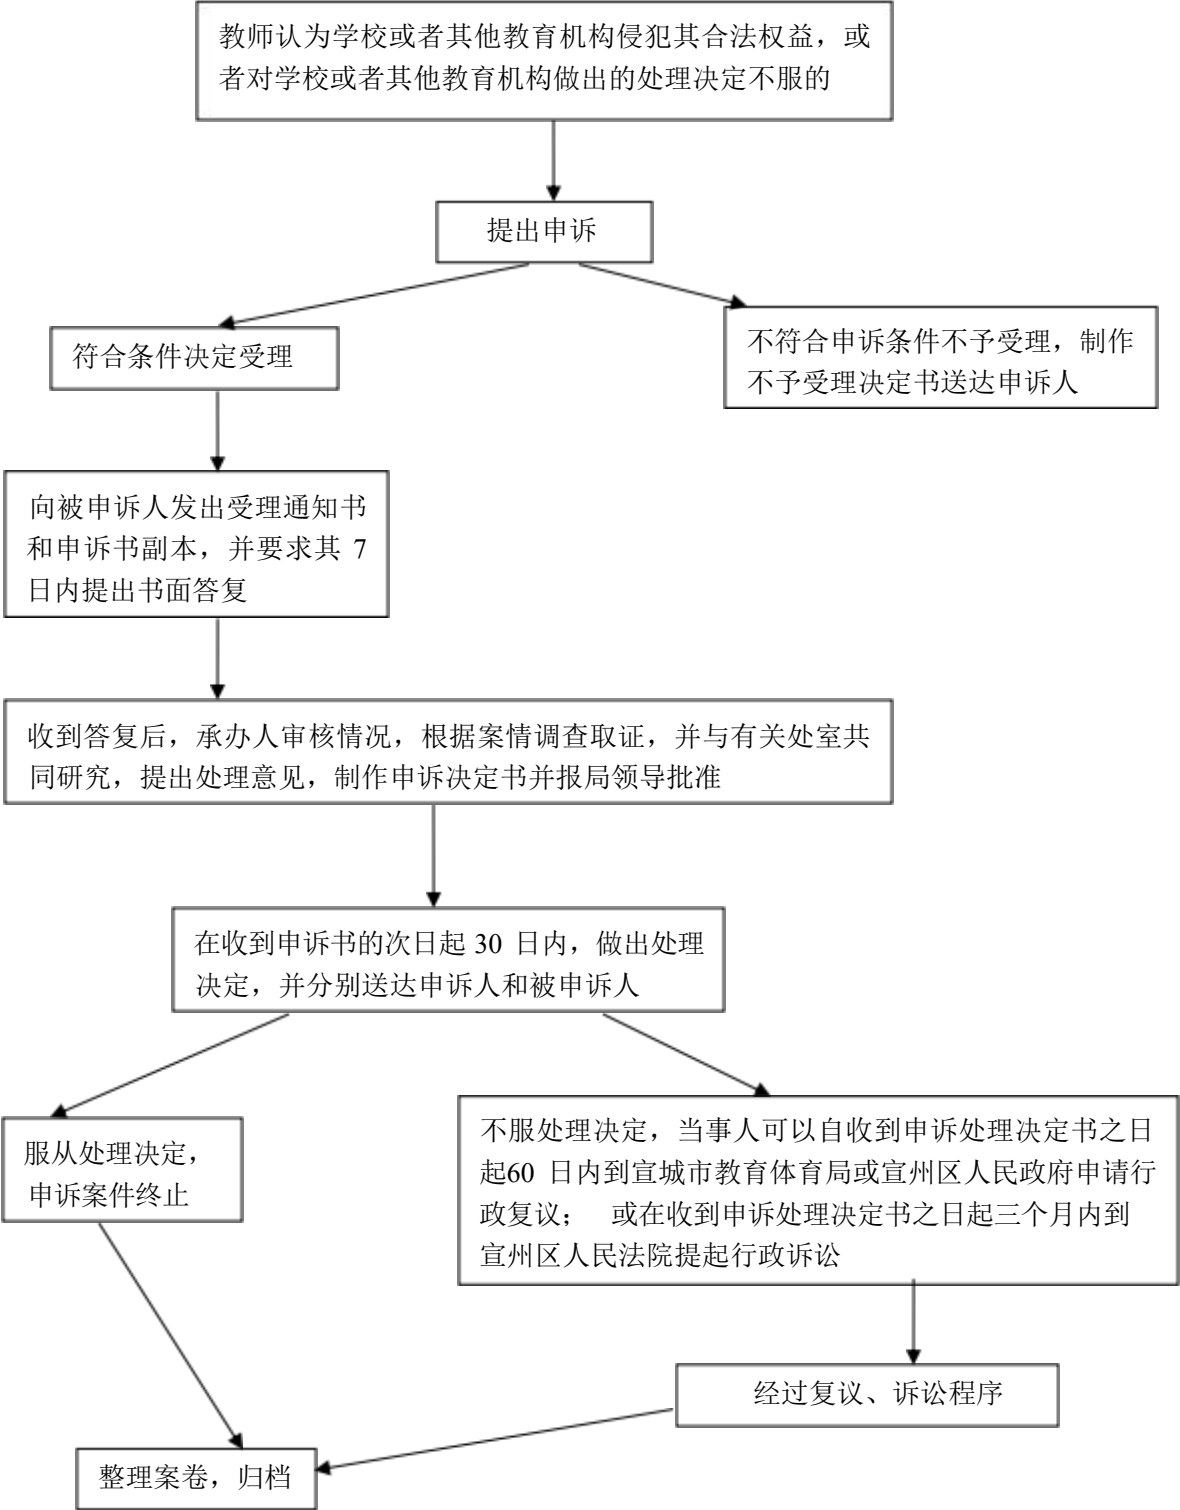 教师认为学校或者其他教育机构侵犯其合法权益，或
者对学校或者其他教育机构做出的处理决定不服的
提出申诉
符合条件决定受理
不符合申诉条件不予受理，制作
不予受理决定书送达申诉人
向被申诉人发出受理通知书
和申诉书副本，并要求其 7
日内提出书面答复
收到答复后，承办人审核情况，根据案情调查取证，并与有关处室共
同研究，提出处理意见，制作申诉决定书并报局领导批准
在收到申诉书的次日起 30 日内，做出处理
决定，并分别送达申诉人和被申诉人
服从处理决定，
申诉案件终止
不服处理决定，当事人可以自收到申诉处理决定书之日
起60 日内到宣城市教育体育局或宣州区人民政府申请行
政复议； 或在收到申诉处理决定书之日起三个月内到
宣州区人民法院提起行政诉讼
经过复议、诉讼程序
整理案卷，归档